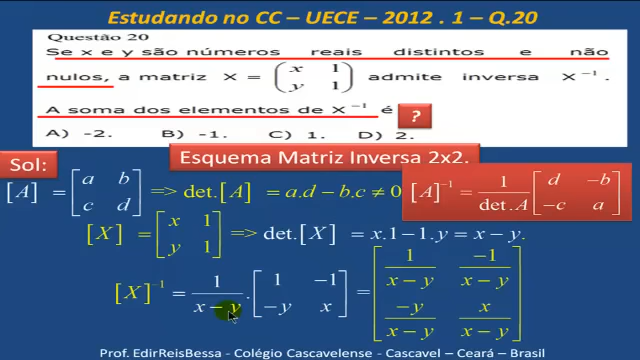 Estudando no CC – UECE – 2012 . 1 – Q.20
Questão 20
Se x e y são números reais distintos e não
nulos, a matriz X = ( x 1 ; y 1 ) admite inversa X⁻¹.
A soma dos elementos de X⁻¹ é ?
A) -2. B) -1. C) 1. D) 2.
Sol: Esquema Matriz Inversa 2x2.
[A] = [ a b ; c d ] => det.[A] = a.d – b.c ≠ 0 [A]⁻¹ = 1/det.A [ d –b ; –c a ]
[X] = [ x 1 ; y 1 ] => det.[X] = x.1 – 1.y = x – y.
[X]⁻¹ = 1/(x – y) . [ 1 –1 ; –y x ] = [ 1/(x – y) –1/(x – y) ; –y/(x – y) x/(x – y) ]
Prof. EdirReisBessa – Colégio Cascavelense – Cascavel – Ceará – Brasil